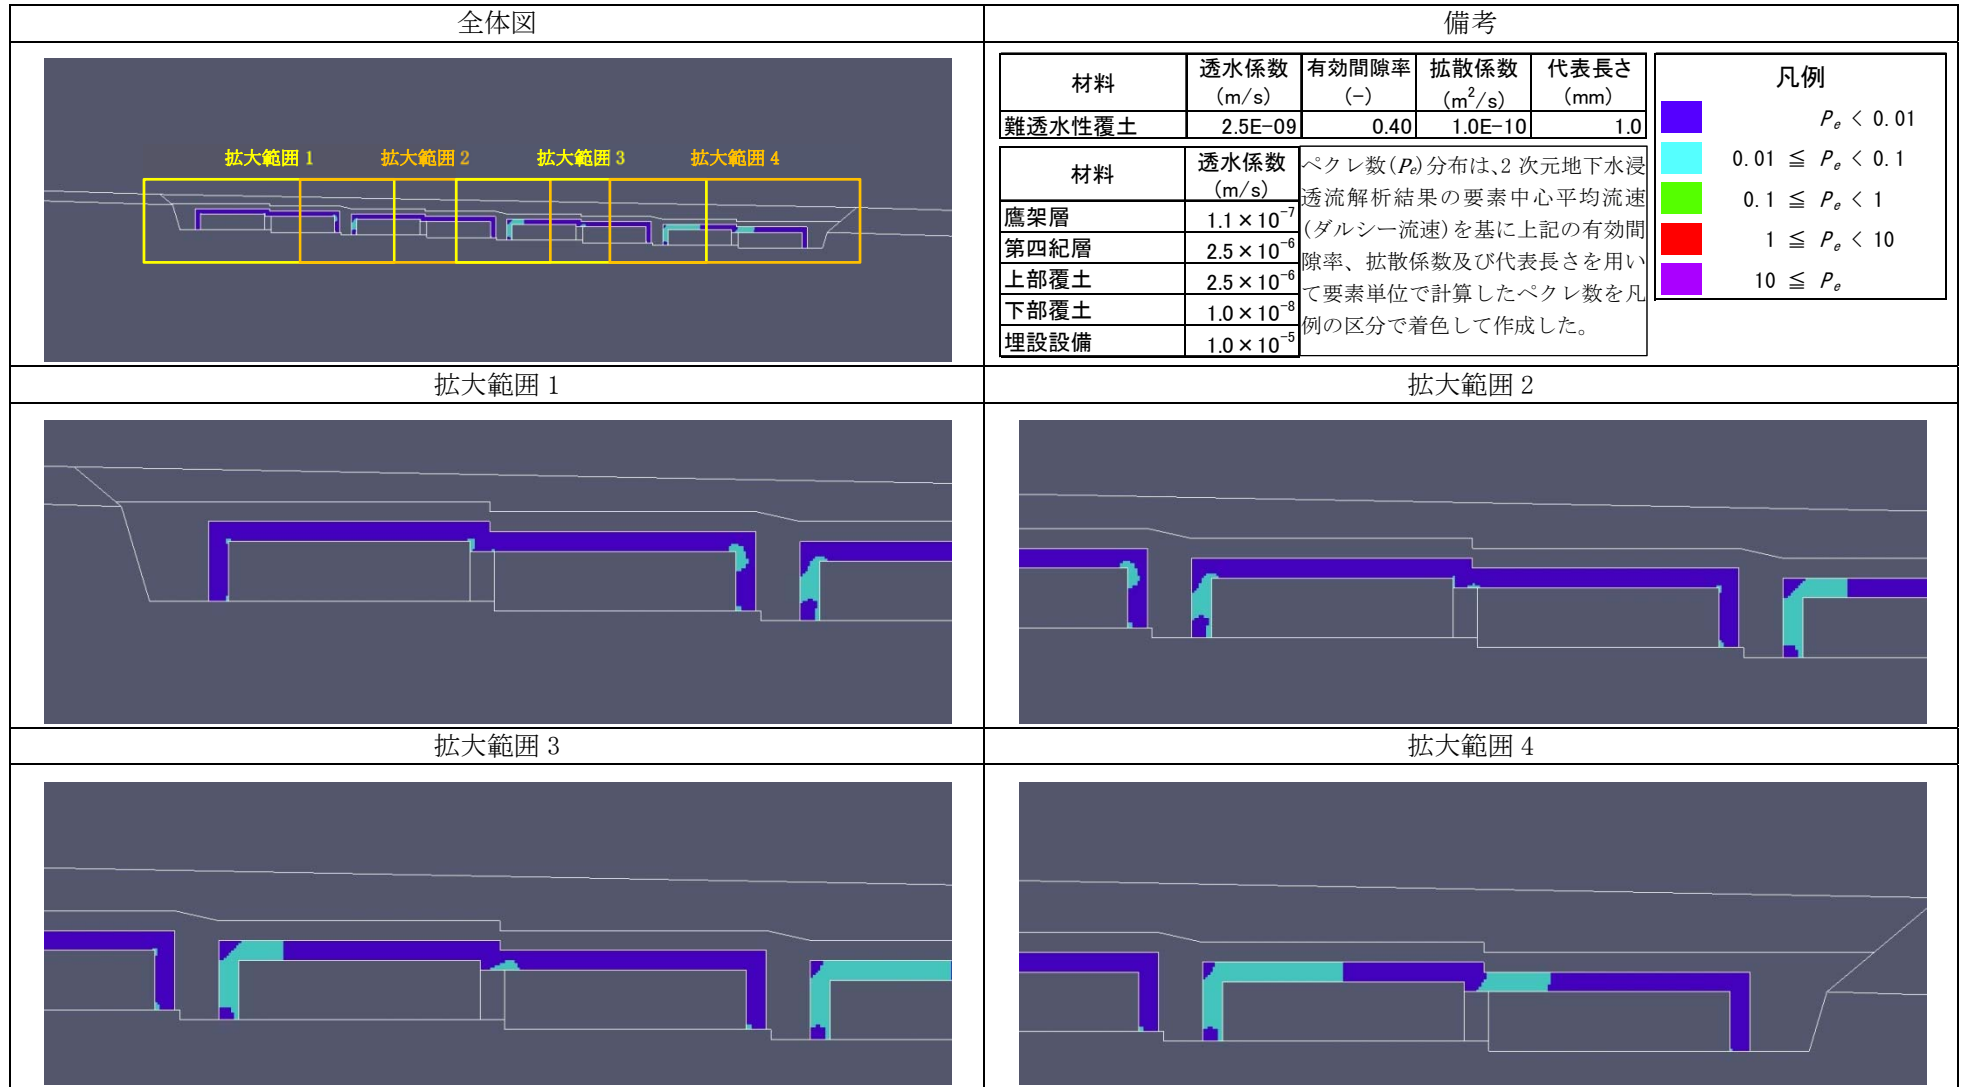 全体図
備考
拡大範囲 1
拡大範囲 2
拡大範囲 3
拡大範囲 4
材料 透水係数 (m/s) 有効間隙率 (-) 拡散係数 (m²/s) 代表長さ (mm)
難透水性覆土 2.5E-09 0.40 1.0E-10 1.0
材料 透水係数 (m/s)
鷹架層 1.1×10⁻⁷
第四紀層 2.5×10⁻⁶
上部覆土 2.5×10⁻⁶
下部覆土 1.0×10⁻⁸
埋設設備 1.0×10⁻⁵
ペクレ数(Pe)分布は、2 次元地下水浸
透流解析結果の要素中心平均流速
(ダルシー流速)を基に上記の有効間
隙率、拡散係数及び代表長さを用い
て要素単位で計算したペクレ数を凡
例の区分で着色して作成した。
凡例
Pe < 0.01
0.01 ≦ Pe < 0.1
0.1 ≦ Pe < 1
1 ≦ Pe < 10
10 ≦ Pe
拡大範囲 1
拡大範囲 2
拡大範囲 3
拡大範囲 4